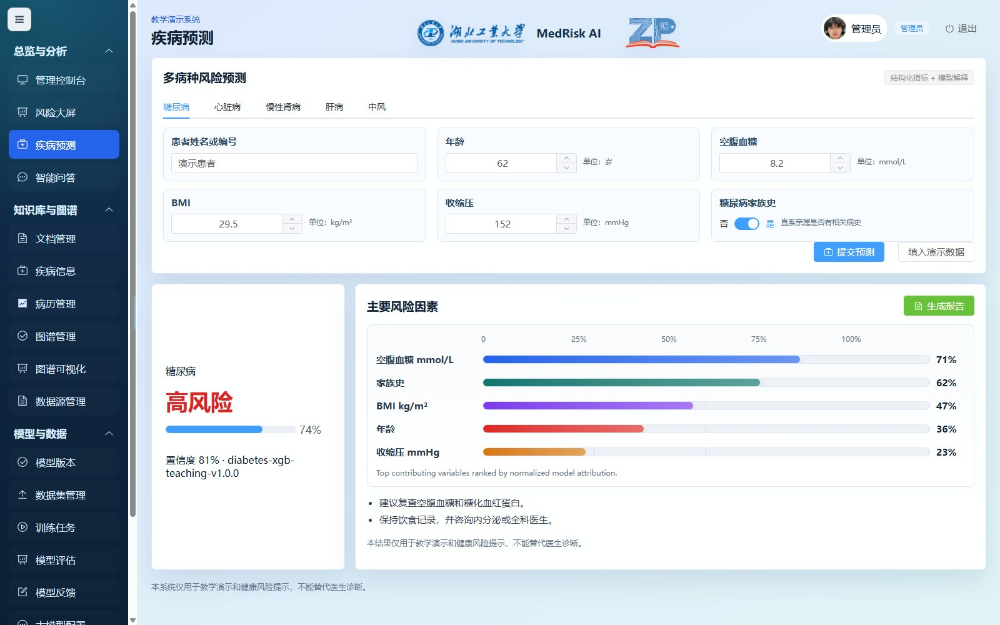 教学演示系统
疾病预测
湖北工业大学
HUBEI UNIVERSITY OF TECHNOLOGY
MedRisk AI
ZP
管理员
管理员
退出
总览与分析
管理控制台
风险大屏
疾病预测
智能问答
知识库与图谱
文档管理
疾病信息
病历管理
图谱管理
图谱可视化
数据源管理
模型与数据
模型版本
数据集管理
训练任务
模型评估
模型反馈
大模型配置
多病种风险预测
结构化指标 + 模型解释
糖尿病
心脏病
慢性肾病
肝病
中风
患者姓名或编号
演示患者
年龄
62
单位：岁
空腹血糖
8.2
单位：mmol/L
BMI
29.5
单位：kg/m²
收缩压
152
单位：mmHg
糖尿病家族史
否
是
直系亲属是否有相关病史
提交预测
填入演示数据
糖尿病
高风险
74%
置信度 81% · diabetes-xgb-
teaching-v1.0.0
主要风险因素
生成报告
0 25% 50% 75% 100%
空腹血糖 mmol/L 71%
家族史 62%
BMI kg/m² 47%
年龄 36%
收缩压 mmHg 23%
Top contributing variables ranked by normalized model attribution.
建议复查空腹血糖和糖化血红蛋白。
保持饮食记录，并咨询内分泌或全科医生。
本结果仅用于教学演示和健康风险提示，不能替代医生诊断。
本系统仅用于教学演示和健康风险提示，不能替代医生诊断。